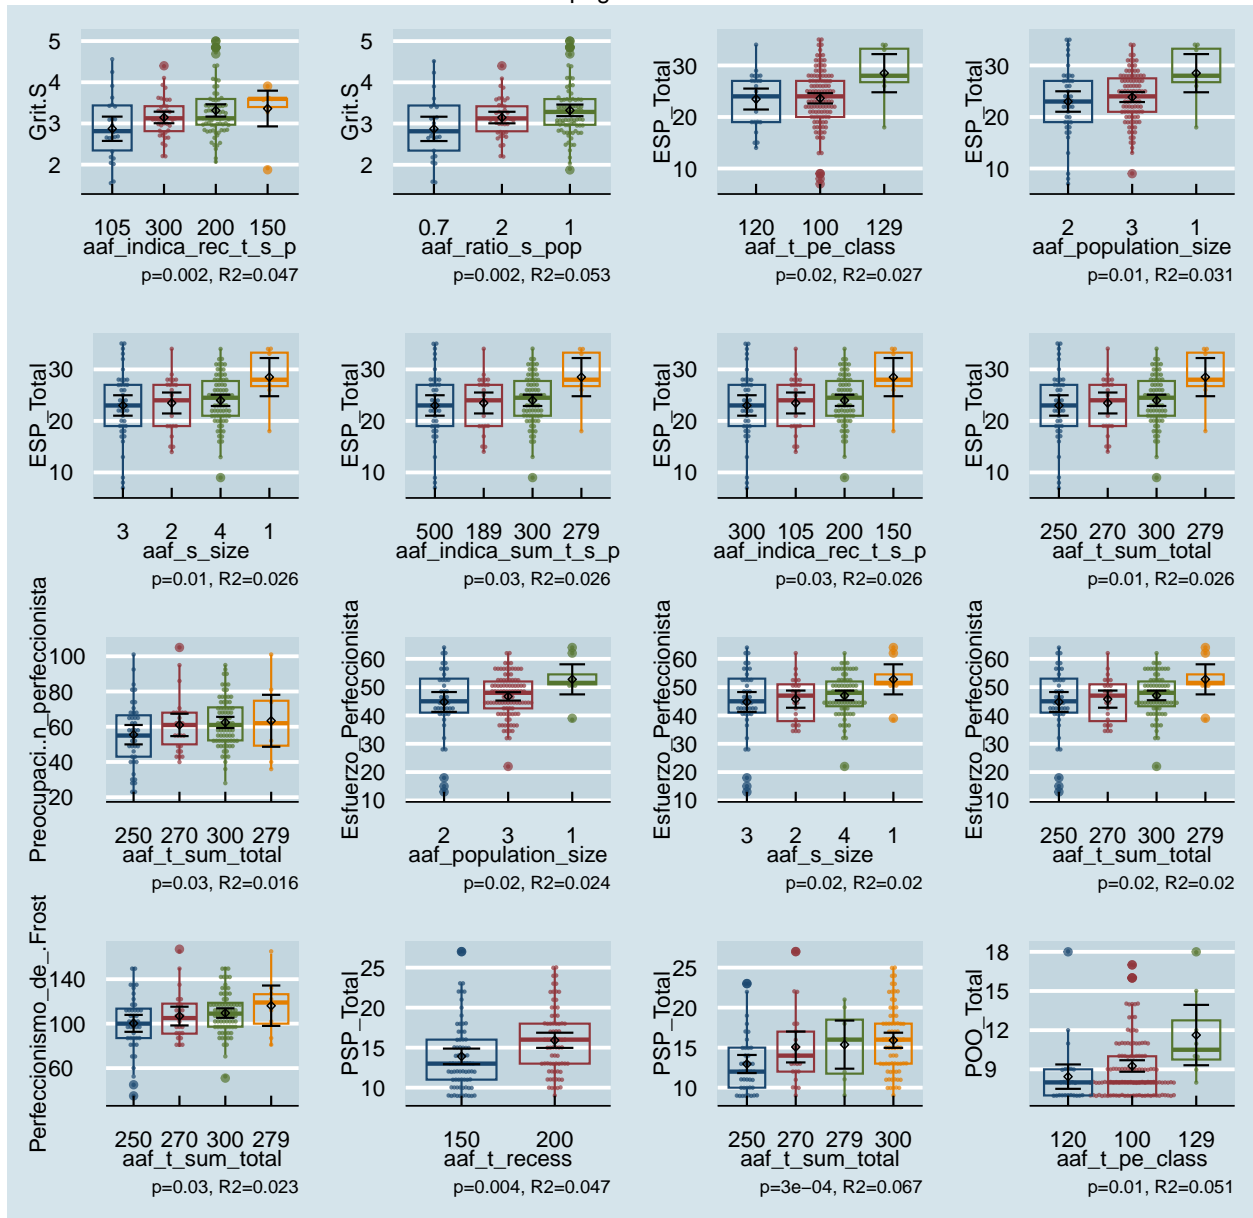 pag
5
4
3
2
Grit.S
105 300 200 150
aaf_indica_rec_t_s_p
p=0.002, R2=0.047
5
4
3
2
Grit.S
0.7 2 1
aaf_ratio_s_pop
p=0.002, R2=0.053
30
20
10
ESP_Total
120 100 129
aaf_t_pe_class
p=0.02, R2=0.027
30
20
10
ESP_Total
2 3 1
aaf_population_size
p=0.01, R2=0.031
30
20
10
ESP_Total
3 2 4 1
aaf_s_size
p=0.01, R2=0.026
30
20
10
ESP_Total
500 189 300 279
aaf_indica_sum_t_s_p
p=0.03, R2=0.026
30
20
10
ESP_Total
300 105 200 150
aaf_indica_rec_t_s_p
p=0.03, R2=0.026
30
20
10
ESP_Total
250 270 300 279
aaf_t_sum_total
p=0.01, R2=0.026
100
80
60
40
20
Preocupaci..n_perfeccionista
250 270 300 279
aaf_t_sum_total
p=0.03, R2=0.016
60
50
40
30
20
10
Esfuerzo_Perfeccionista
2 3 1
aaf_population_size
p=0.02, R2=0.024
60
50
40
30
20
10
Esfuerzo_Perfeccionista
3 2 4 1
aaf_s_size
p=0.02, R2=0.02
60
50
40
30
20
10
Esfuerzo_Perfeccionista
250 270 300 279
aaf_t_sum_total
p=0.02, R2=0.02
140
100
60
Perfeccionismo_de_.Frost
250 270 300 279
aaf_t_sum_total
p=0.03, R2=0.023
25
20
15
10
PSP_Total
150 200
aaf_t_recess
p=0.004, R2=0.047
25
20
15
10
PSP_Total
250 270 279 300
aaf_t_sum_total
p=3e−04, R2=0.067
18
15
12
9
POO_Total
120 100 129
aaf_t_pe_class
p=0.01, R2=0.051